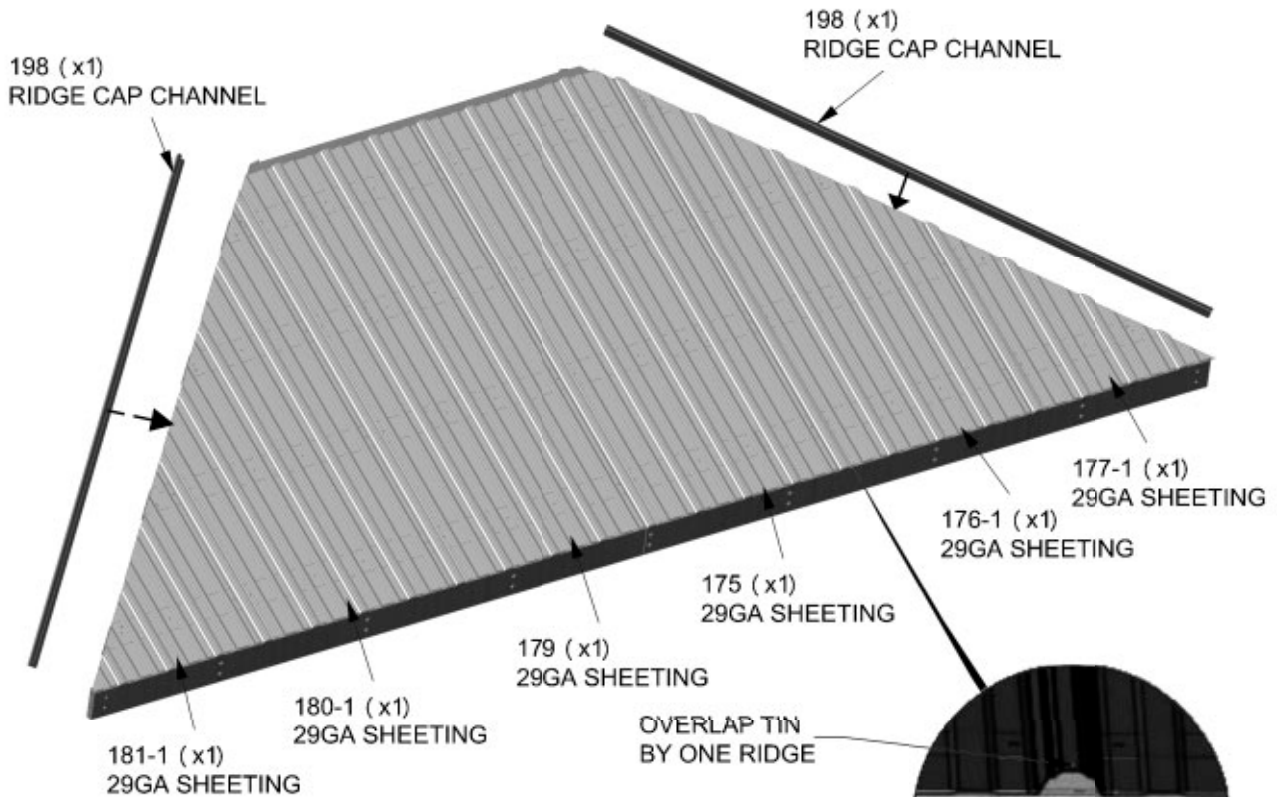 198 (x1)
RIDGE CAP CHANNEL
198 (x1)
RIDGE CAP CHANNEL
177-1 (x1)
29GA SHEETING
176-1 (x1)
29GA SHEETING
175 (x1)
29GA SHEETING
179 (x1)
29GA SHEETING
180-1 (x1)
29GA SHEETING
181-1 (x1)
29GA SHEETING
OVERLAP TIN
BY ONE RIDGE